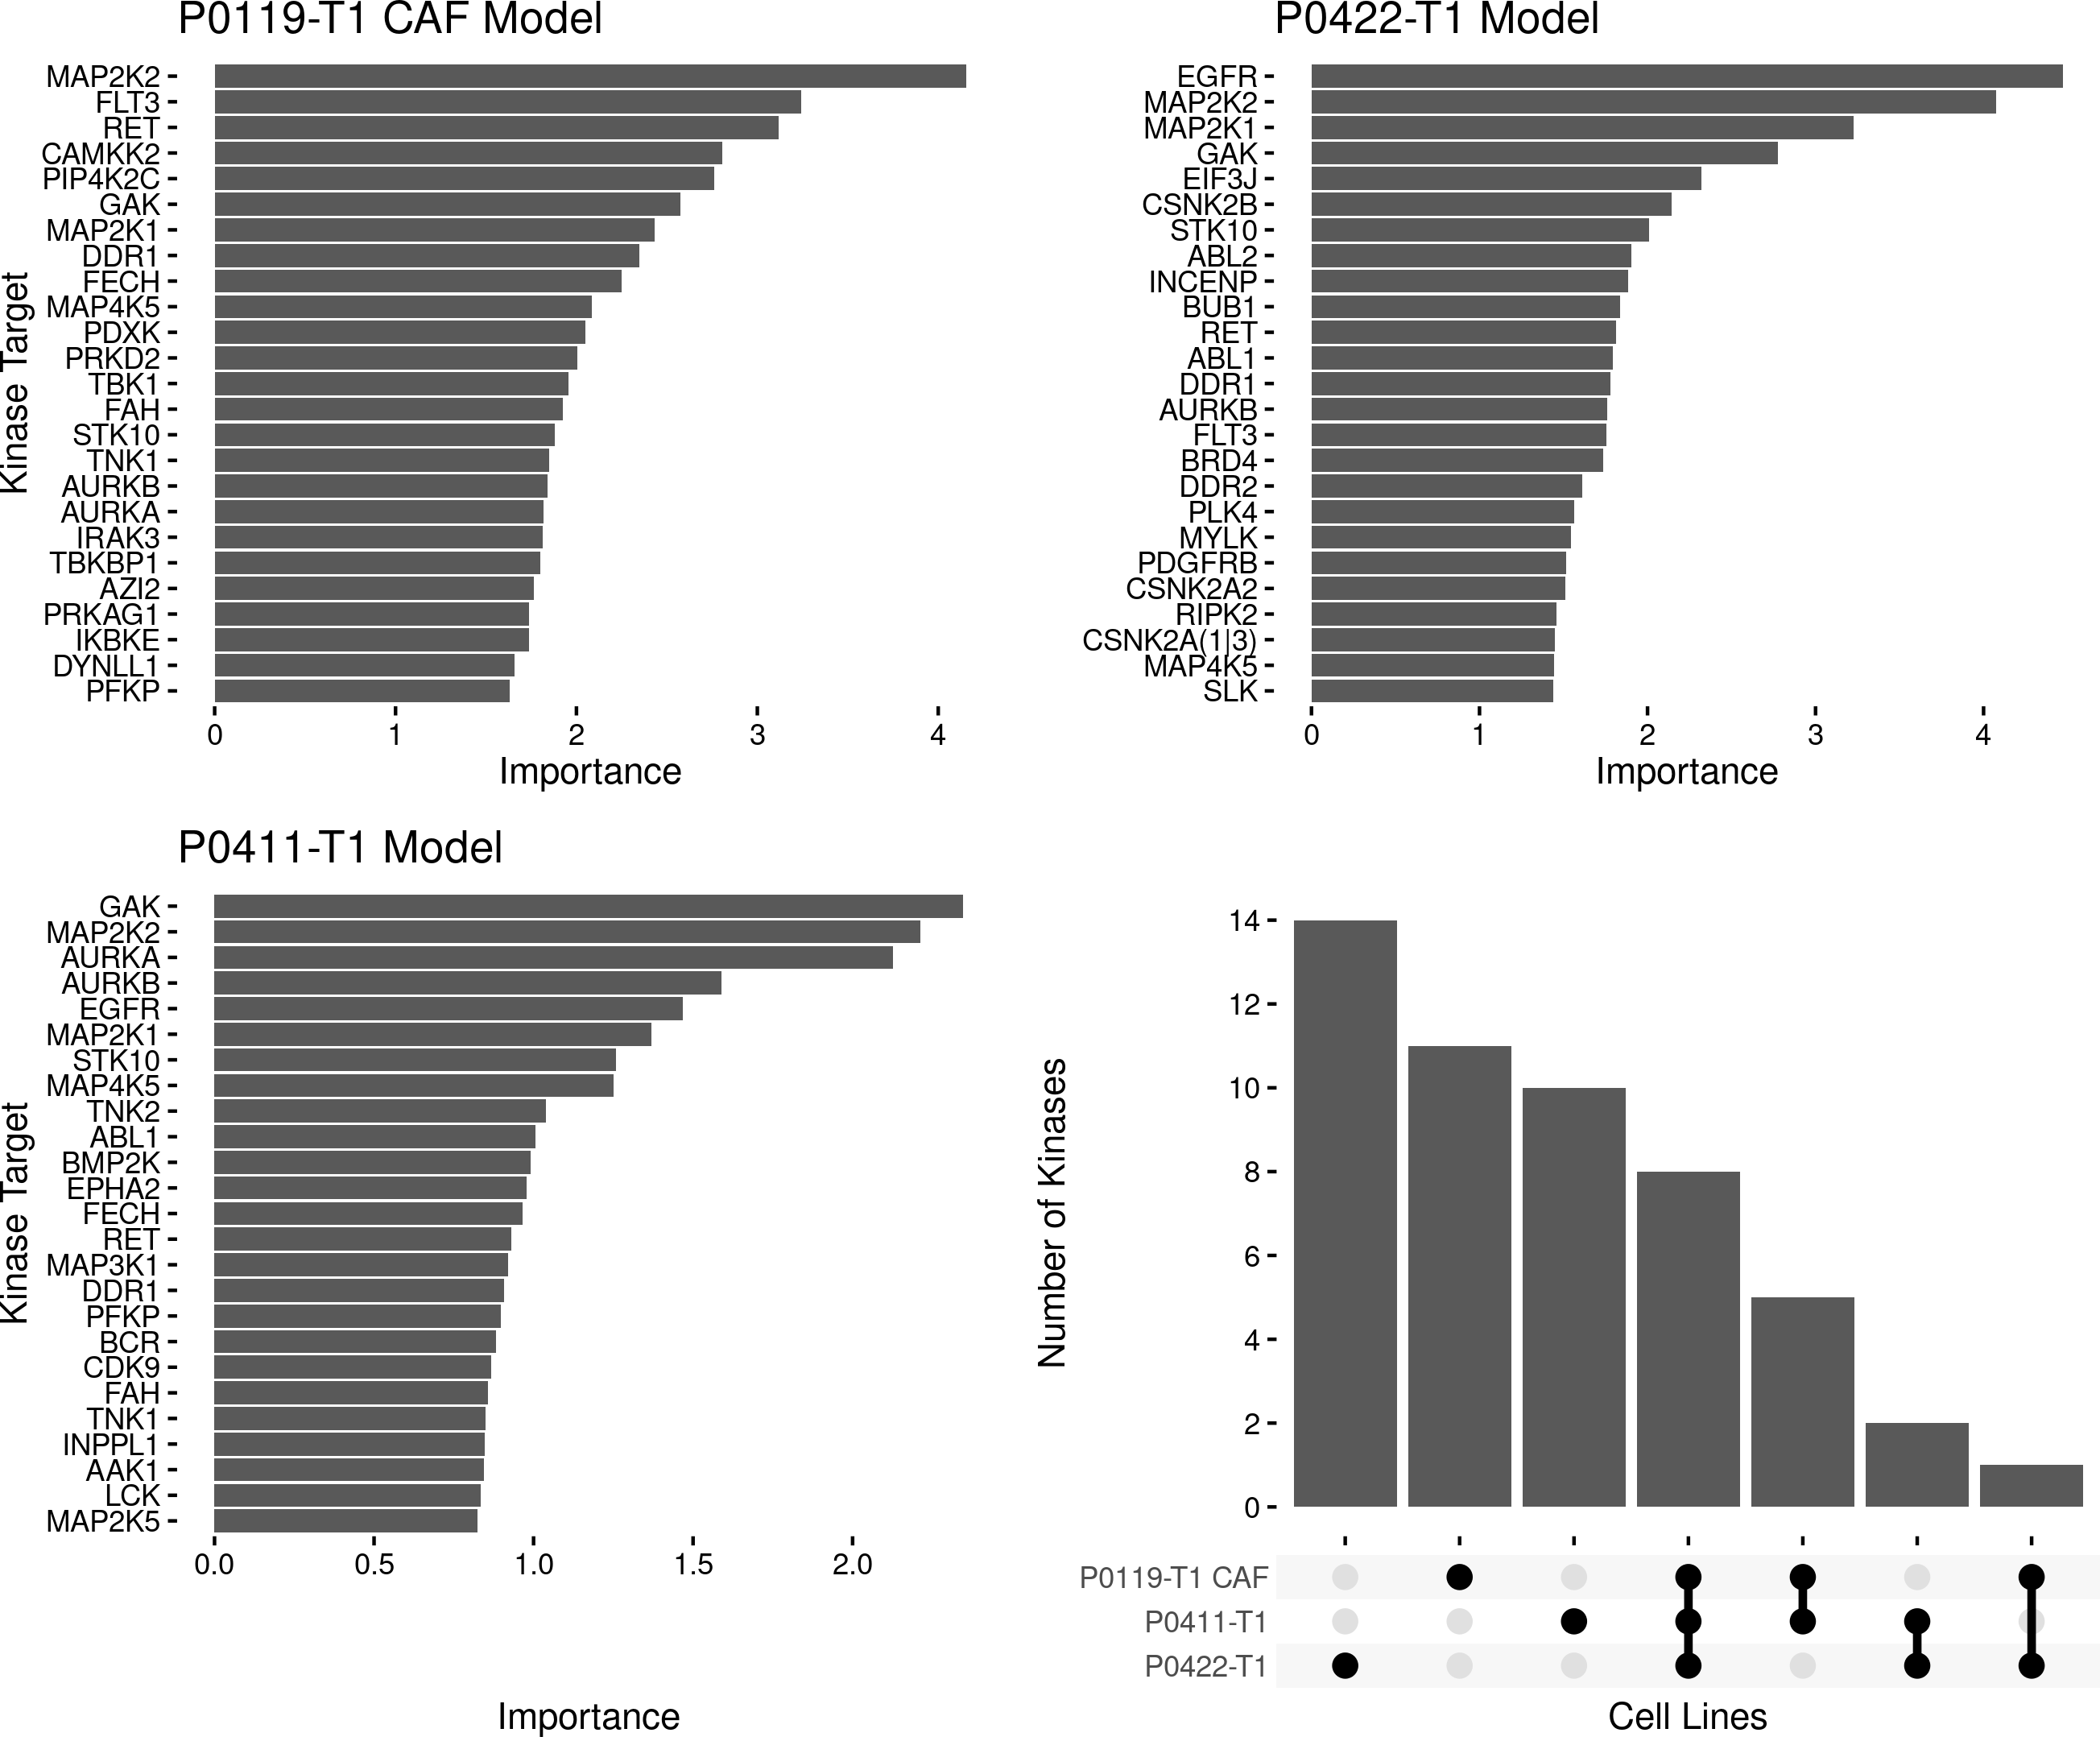 P0119-T1 CAF Model
Kinase Target
MAP2K2
FLT3
RET
CAMKK2
PIP4K2C
GAK
MAP2K1
DDR1
FECH
MAP4K5
PDXK
PRKD2
TBK1
FAH
STK10
TNK1
AURKB
AURKA
IRAK3
TBKBP1
AZI2
PRKAG1
IKBKE
DYNLL1
PFKP
0 1 2 3 4
Importance
P0422-T1 Model
EGFR
MAP2K2
MAP2K1
GAK
EIF3J
CSNK2B
STK10
ABL2
INCENP
BUB1
RET
ABL1
DDR1
AURKB
FLT3
BRD4
DDR2
PLK4
MYLK
PDGFRB
CSNK2A2
RIPK2
CSNK2A(1|3)
MAP4K5
SLK
0 1 2 3 4
Importance
P0411-T1 Model
Kinase Target
GAK
MAP2K2
AURKA
AURKB
EGFR
MAP2K1
STK10
MAP4K5
TNK2
ABL1
BMP2K
EPHA2
FECH
RET
MAP3K1
DDR1
PFKP
BCR
CDK9
FAH
TNK1
INPPL1
AAK1
LCK
MAP2K5
0.0 0.5 1.0 1.5 2.0
Importance
Number of Kinases
14
12
10
8
6
4
2
0
P0119-T1 CAF
P0411-T1
P0422-T1
Cell Lines